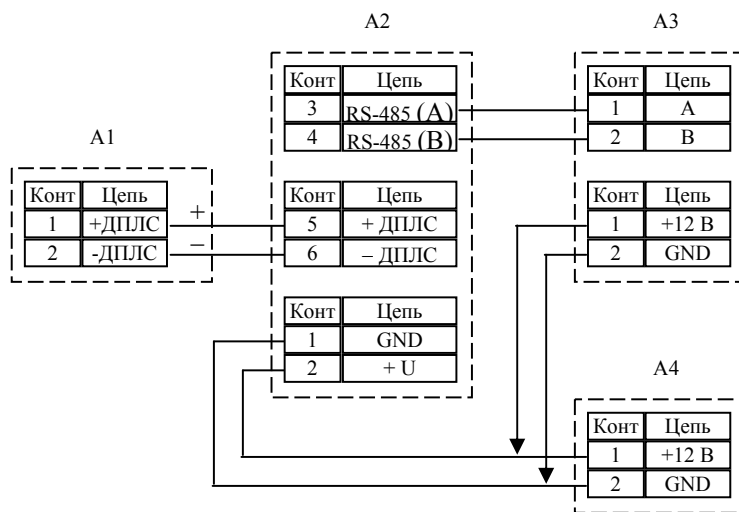 A2
A3
Конт Цепь
3 RS-485 (A)
4 RS-485 (B)
Конт Цепь
1 A
2 B
A1
Конт Цепь
1 +ДПЛС
2 -ДПЛС
+
–
Конт Цепь
5 + ДПЛС
6 – ДПЛС
Конт Цепь
1 +12 В
2 GND
Конт Цепь
1 GND
2 + U
A4
Конт Цепь
1 +12 В
2 GND